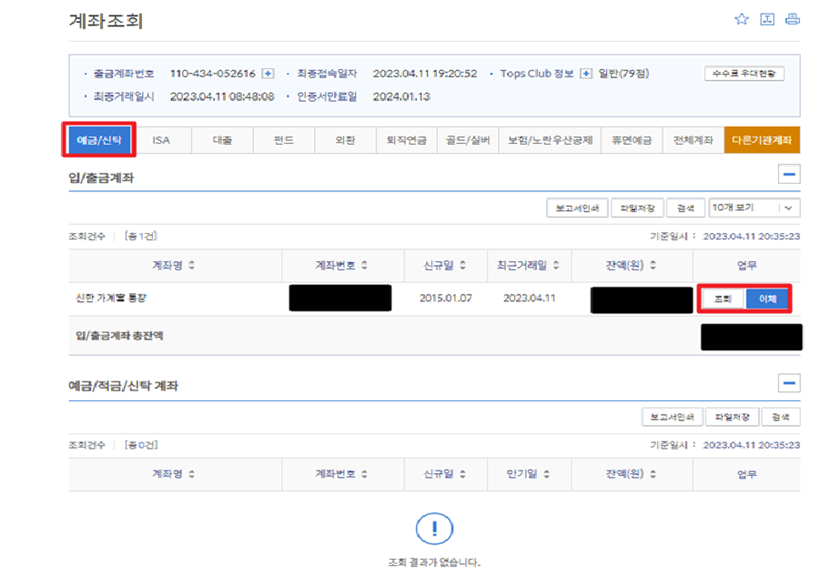 계좌조회
· 출금계좌번호 110-434-052616 · 최종접속일자 2023.04.11 19:20:52 · Tops Club 정보 일반(79점) 수수료 우대현황
· 최종거래일시 2023.04.11 08:48:08 · 인증서만료일 2024.01.13
예금/신탁 ISA 대출 펀드 외환 퇴직연금 골드/실버 보험/노란우산공제 휴면예금 전체계좌 다른기관계좌
입/출금계좌
보고서인쇄 파일저장 검색 10개 보기
조회건수 [총1건] 기준일시 : 2023.04.11 20:35:23
계좌명 계좌번호 신규일 최근거래일 잔액(원) 업무
신한 가계富 통장 2015.01.07 2023.04.11 조회 이체
입/출금계좌 총잔액
예금/적금/신탁 계좌
보고서인쇄 파일저장 검색
조회건수 [총0건] 기준일시 : 2023.04.11 20:35:23
계좌명 계좌번호 신규일 만기일 잔액(원) 업무
조회 결과가 없습니다.